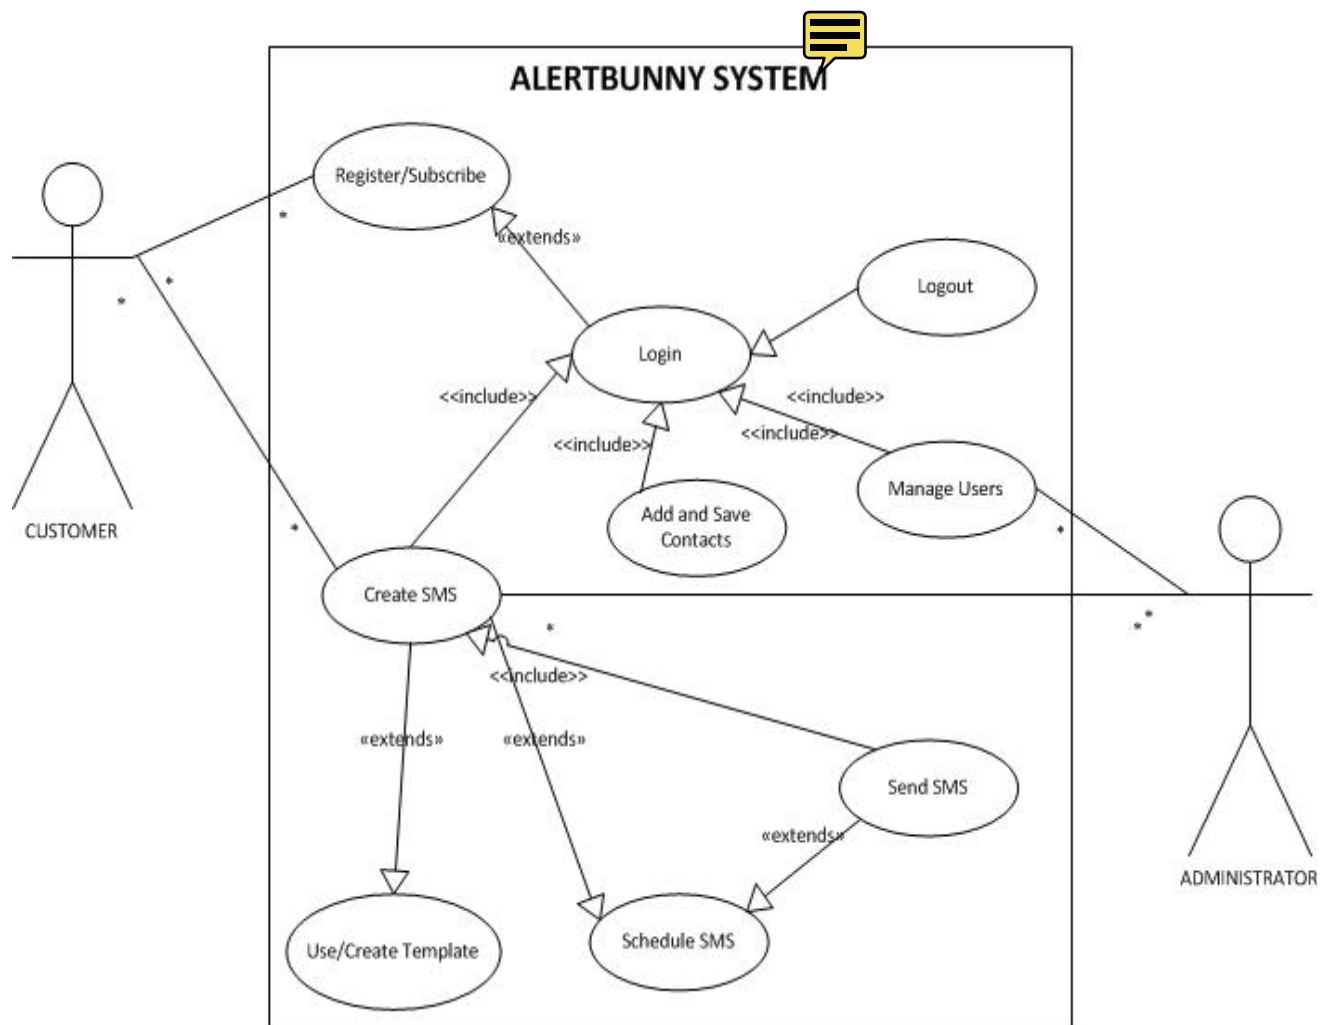 ALERTBUNNY SYSTEM
Register/Subscribe
*
«extends»
*
*
Logout
Login
<<include>>
<<include>>
<<include>>
<<include>>
Manage Users
Add and Save
Contacts
CUSTOMER
*
*
Create SMS
*
*
*
<<include>>
«extends»
«extends»
Send SMS
«extends»
ADMINISTRATOR
Schedule SMS
Use/Create Template